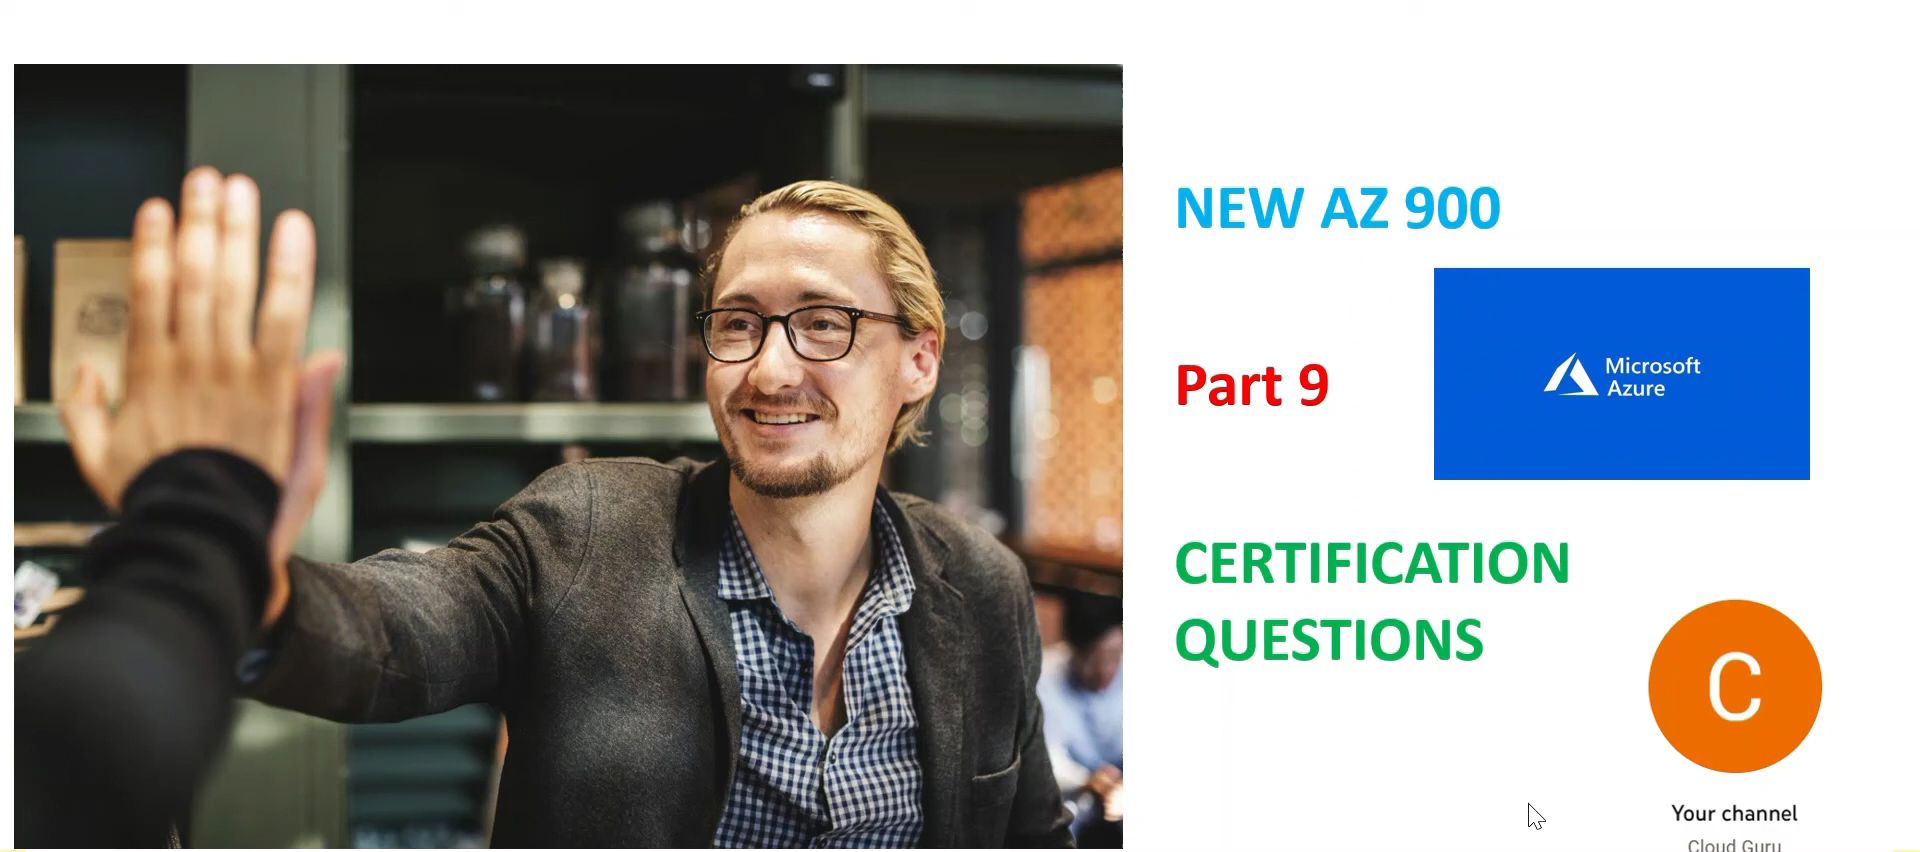 NEW AZ 900
Microsoft
Azure
Part 9
CERTIFICATION
QUESTIONS
C
Your channel
Cloud Guru